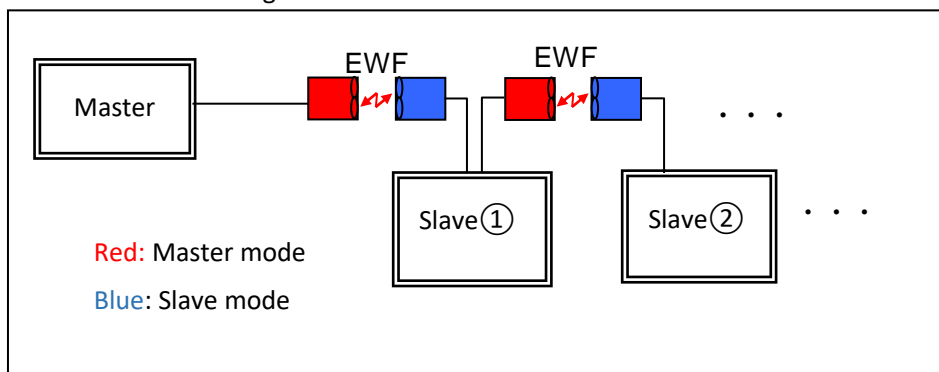 EWF
EWF
Master
. . .
Slave①
Slave②
. . .
Red: Master mode
Blue: Slave mode